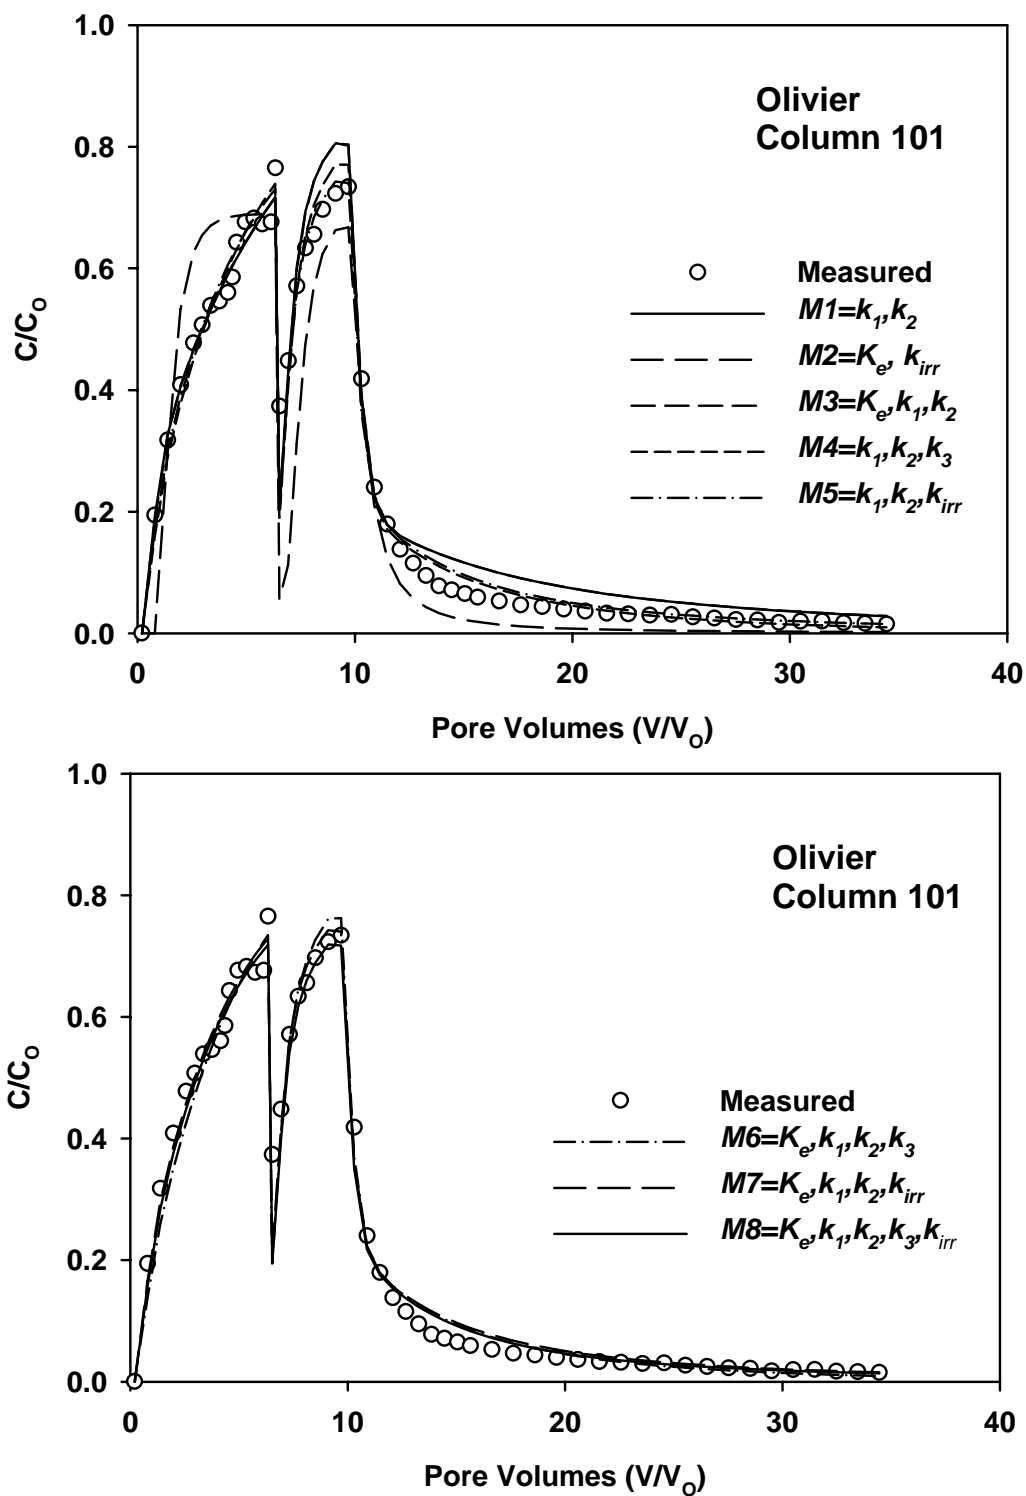 1.0
Olivier
Column 101
0.8
0.6
Measured
M1=k1,k2
C/CO
M2=Ke, kirr
0.4
M3=Ke,k1,k2
M4=k1,k2,k3
0.2
M5=k1,k2,kirr
0.0
0 10 20 30 40
Pore Volumes (V/VO)
1.0
Olivier
Column 101
0.8
0.6
C/CO
Measured
0.4
M6=Ke,k1,k2,k3
M7=Ke,k1,k2,kirr
M8=Ke,k1,k2,k3,kirr
0.2
0.0
0 10 20 30 40
Pore Volumes (V/VO)